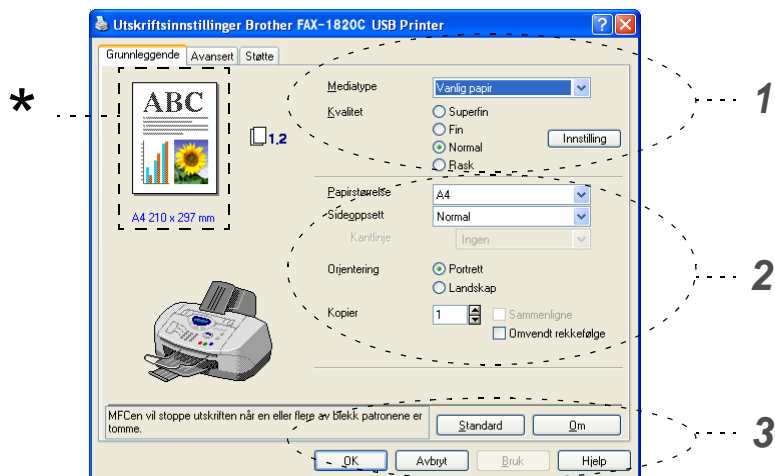 Utskriftsinnstillinger Brother FAX-1820C USB Printer
Grunnleggende Avansert Støtte
*
ABC
1.2
A4 210 x 297 mm
Mediatype Vanlig papir
1
Kvalitet Superfin
Fin
Normal
Rask
Innstilling
Papirstørrelse A4
Sideoppsett Normal
Kantlinje Ingen
Orientering Portrett
Landskap
2
Kopier 1 Sammenligne
Omvendt rekkefølge
MFCen vil stoppe utskriften når en eller flere av blekk patronene er
tomme.
Standard Om
3
OK Avbryt Bruk Hjelp